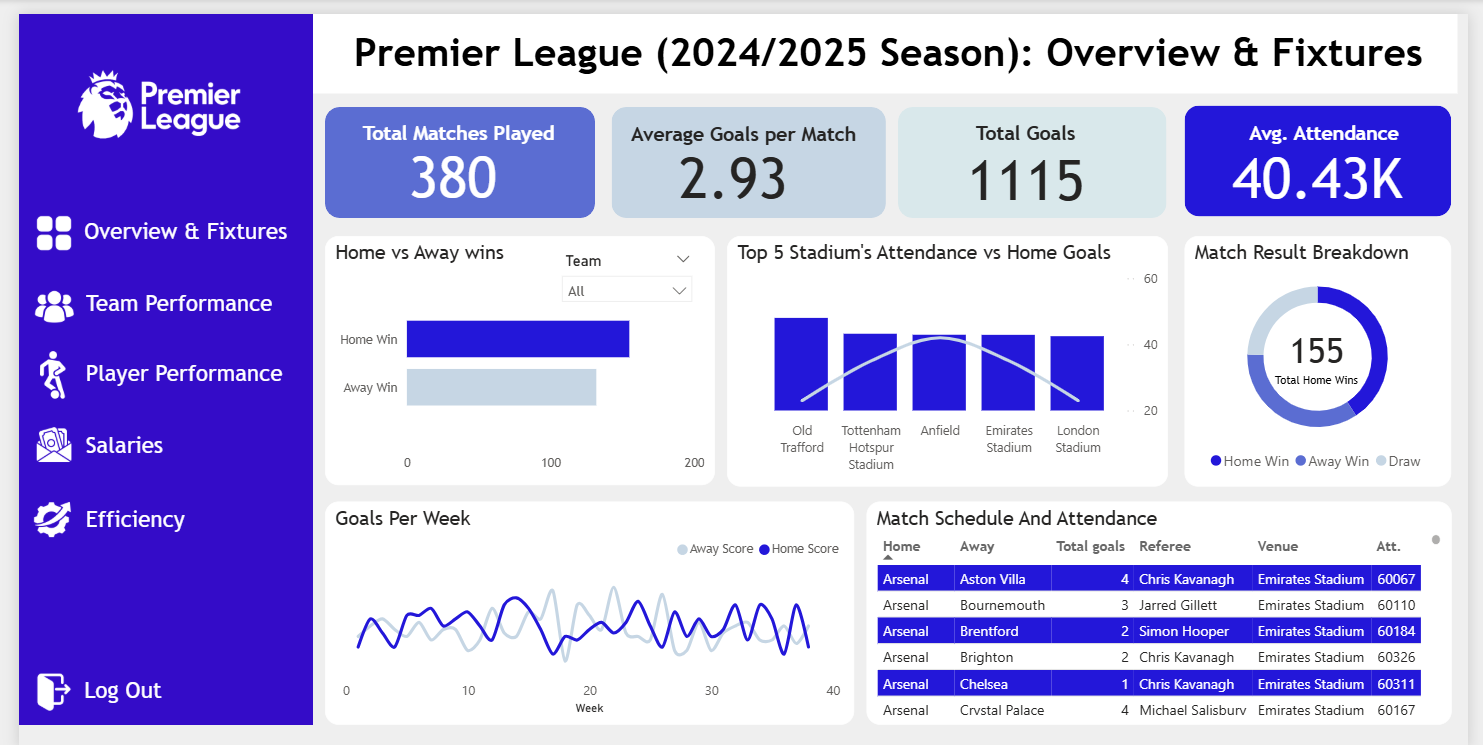 Premier League (2024/2025 Season): Overview & Fixtures
Premier
League
Overview & Fixtures
Team Performance
Player Performance
Salaries
Efficiency
Log Out
Total Matches Played
380
Average Goals per Match
2.93
Total Goals
1115
Avg. Attendance
40.43K
Home vs Away wins
Team
All
Home Win
Away Win
0 100 200
Top 5 Stadium's Attendance vs Home Goals
60
40
20
Old Trafford
Tottenham Hotspur Stadium
Anfield
Emirates Stadium
London Stadium
Match Result Breakdown
155
Total Home Wins
Home Win Away Win Draw
Goals Per Week
Away Score Home Score
0 10 20 30 40
Week
Match Schedule And Attendance
Home Away Total goals Referee Venue Att.
Arsenal Aston Villa 4 Chris Kavanagh Emirates Stadium 60067
Arsenal Bournemouth 3 Jarred Gillett Emirates Stadium 60110
Arsenal Brentford 2 Simon Hooper Emirates Stadium 60184
Arsenal Brighton 2 Chris Kavanagh Emirates Stadium 60326
Arsenal Chelsea 1 Chris Kavanagh Emirates Stadium 60311
Arsenal Crystal Palace 4 Michael Salisbury Emirates Stadium 60167